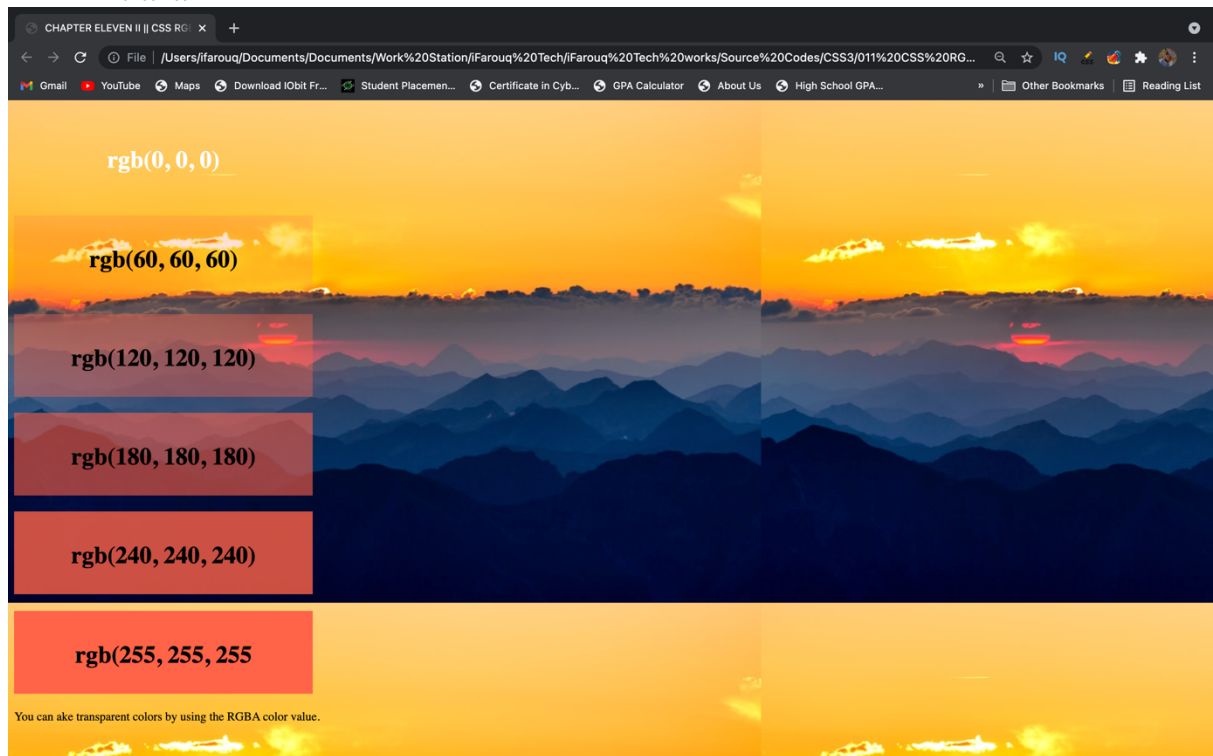 CHAPTER ELEVEN II || CSS RG
File | /Users/ifarouq/Documents/Documents/Work%20Station/iFarouq%20Tech/iFarouq%20Tech%20works/Source%20Codes/CSS3/011%20CSS%20RG...
Gmail YouTube Maps Download IObit Fr... Student Placemen... Certificate in Cyb... GPA Calculator About Us High School GPA... » Other Bookmarks Reading List
rgb(0, 0, 0)
rgb(60, 60, 60)
rgb(120, 120, 120)
rgb(180, 180, 180)
rgb(240, 240, 240)
rgb(255, 255, 255
You can ake transparent colors by using the RGBA color value.